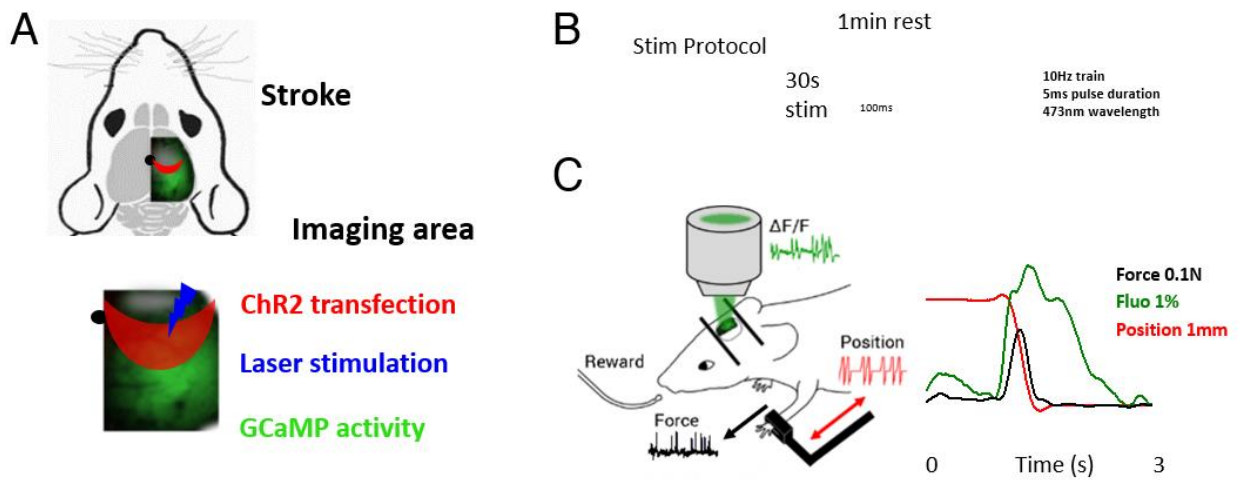 A
Stroke
Imaging area
ChR2 transfection
Laser stimulation
GCaMP activity
B
1min rest
Stim Protocol
30s
stim
100ms
10Hz train
5ms pulse duration
473nm wavelength
C
ΔF/F
Reward
Position
Force
Force 0.1N
Fluo 1%
Position 1mm
0 Time (s) 3